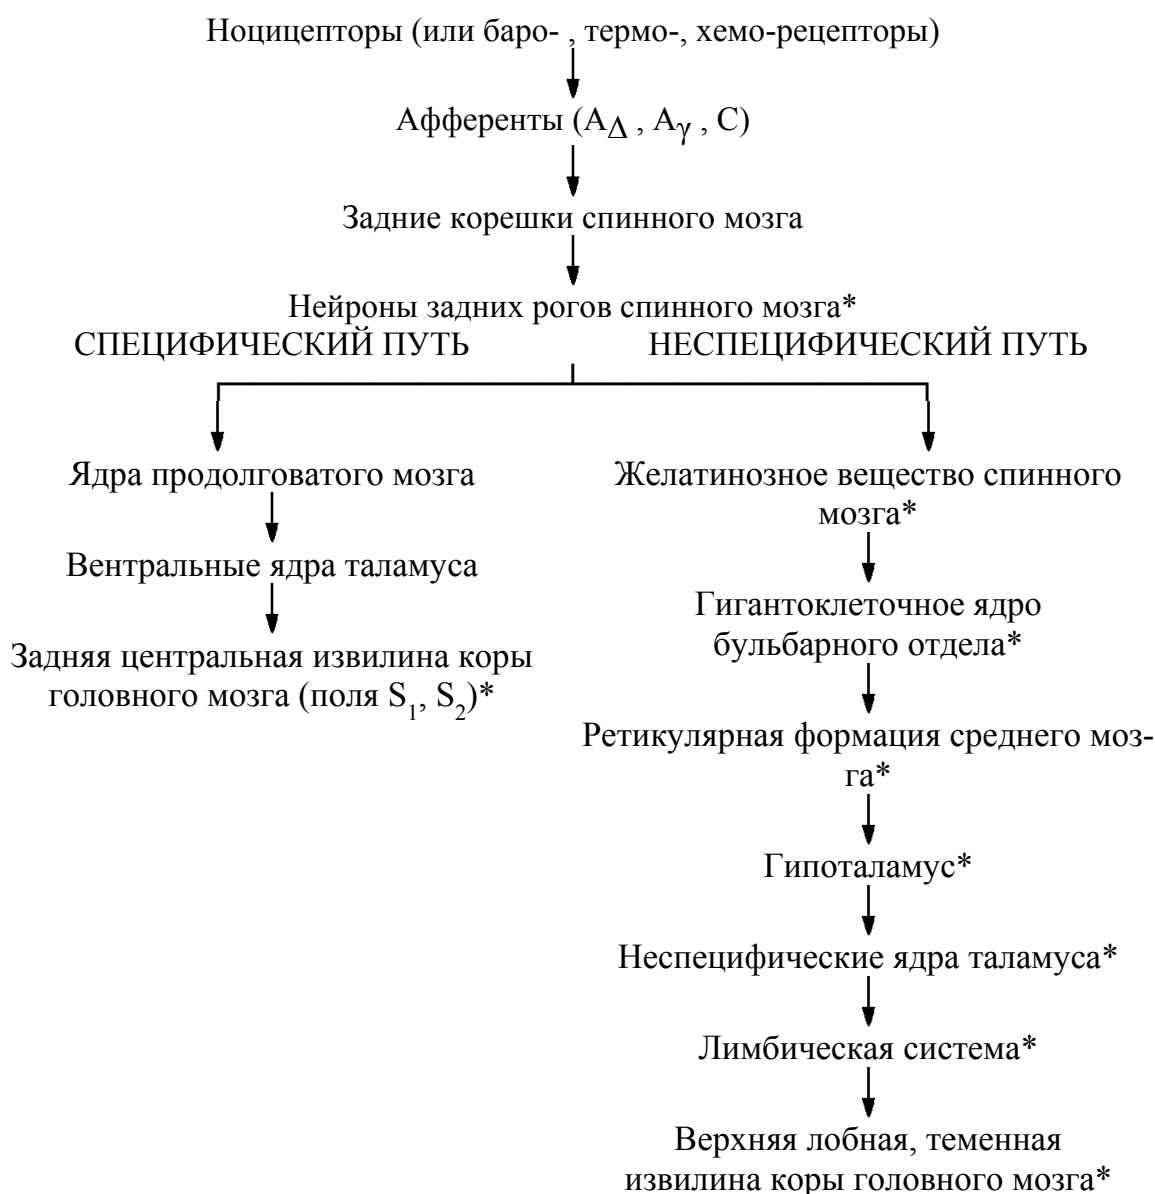 Ноцицепторы (или баро- , термо-, хемо-рецепторы)
Афференты (А∆ , Аγ , С)
Задние корешки спинного мозга
Нейроны задних рогов спинного мозга*
СПЕЦИФИЧЕСКИЙ ПУТЬ
НЕСПЕЦИФИЧЕСКИЙ ПУТЬ
Ядра продолговатого мозга
Вентральные ядра таламуса
Задняя центральная извилина коры
головного мозга (поля S1, S2)*
Желатинозное вещество спинного
мозга*
Гигантоклеточное ядро
бульбарного отдела*
Ретикулярная формация среднего моз-
га*
Гипоталамус*
Неспецифические ядра таламуса*
Лимбическая система*
Верхняя лобная, теменная
извилина коры головного мозга*